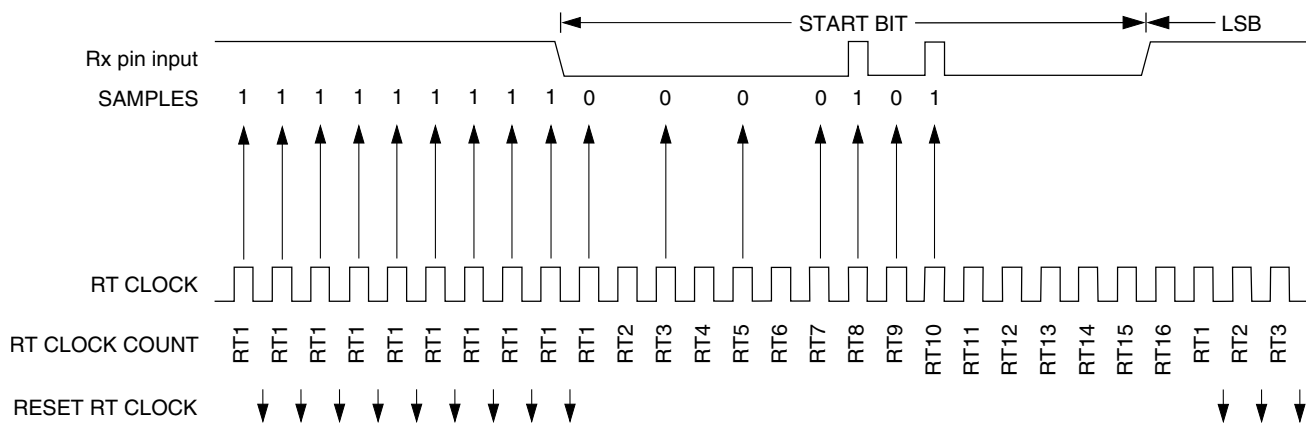 START BIT LSB
Rx pin input
SAMPLES 1 1 1 1 1 1 1 1 1 0 0 0 0 1 0 1
RT CLOCK
RT CLOCK COUNT RT1 RT1 RT1 RT1 RT1 RT1 RT1 RT1 RT1 RT1 RT2 RT3 RT4 RT5 RT6 RT7 RT8 RT9 RT10 RT11 RT12 RT13 RT14 RT15 RT16 RT1 RT2 RT3
RESET RT CLOCK